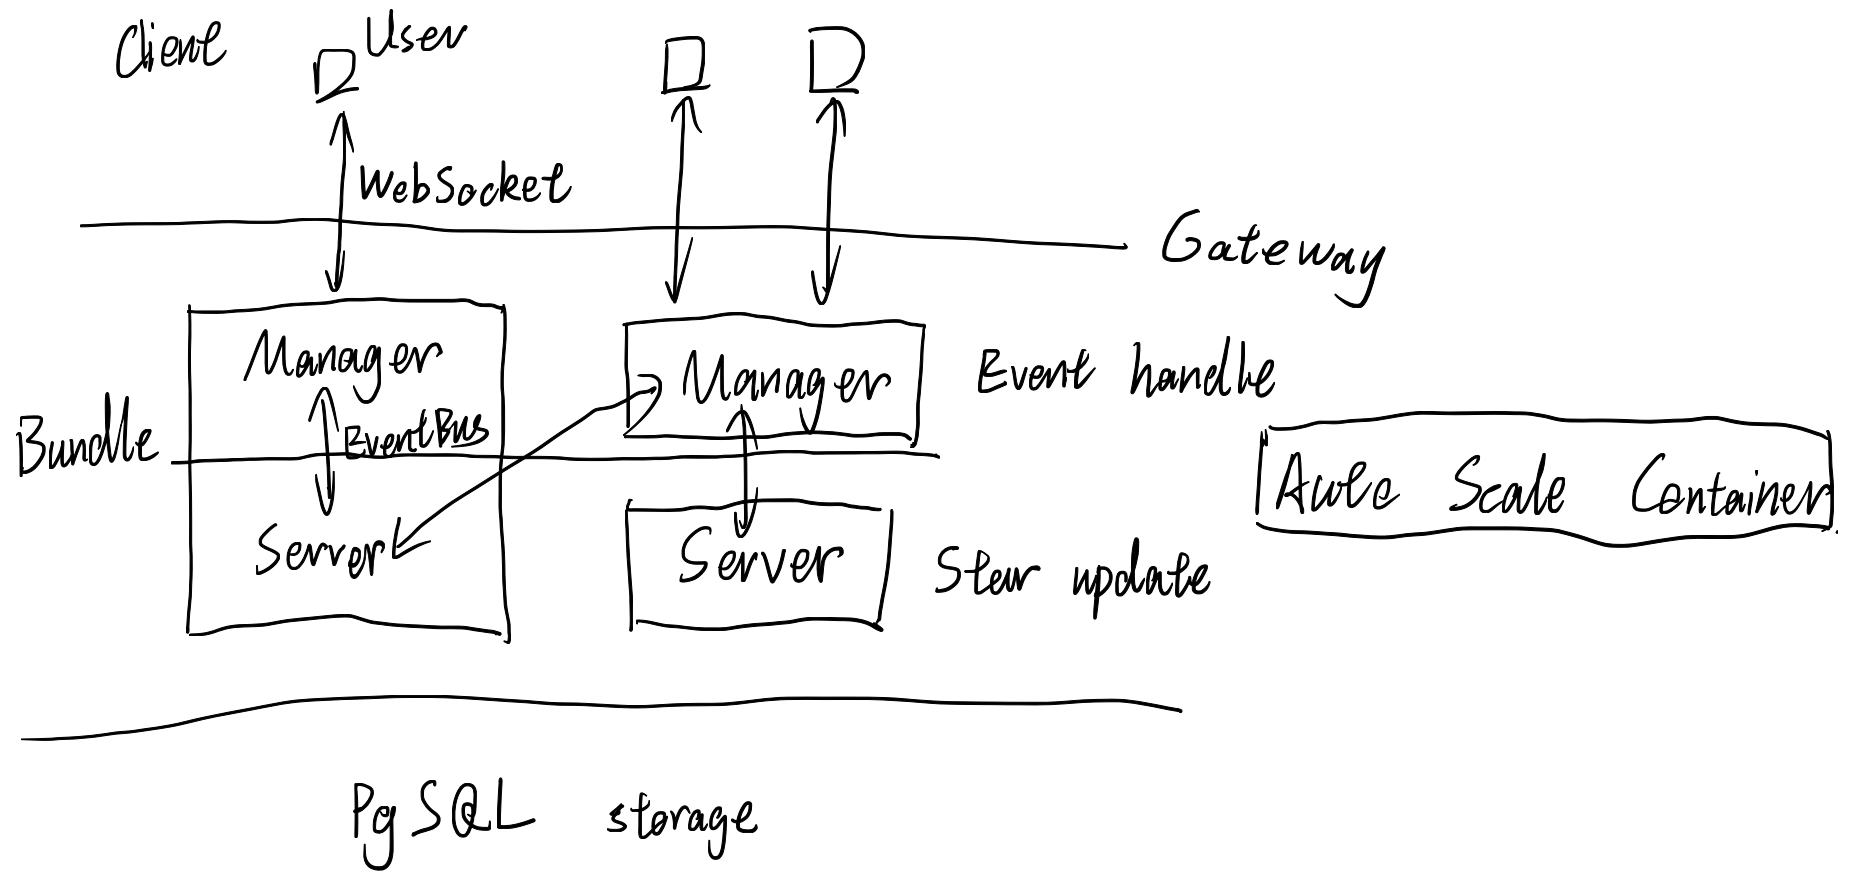 Client
User
WebSocket
Gateway
Manager
Manager
Event handle
EventBus
Bundle
Auto Scale Container
Server
Server
update
PgSQL storage